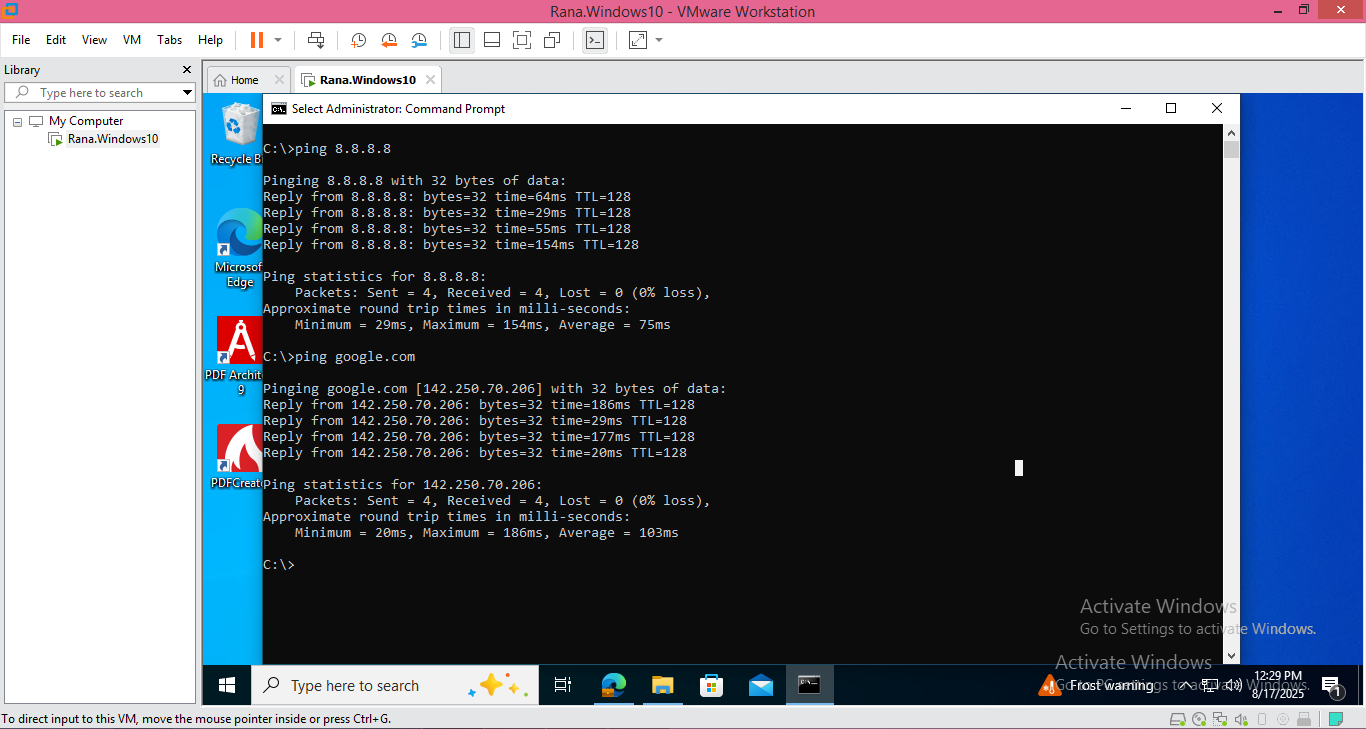 Rana.Windows10 - VMware Workstation
File Edit View VM Tabs Help
Library
Type here to search
My Computer
Rana.Windows10
Home
Rana.Windows10
Recycle B
Microsof
Edge
PDF Archit
9
PDFCreat
Select Administrator: Command Prompt
C:\>ping 8.8.8.8
Pinging 8.8.8.8 with 32 bytes of data:
Reply from 8.8.8.8: bytes=32 time=64ms TTL=128
Reply from 8.8.8.8: bytes=32 time=29ms TTL=128
Reply from 8.8.8.8: bytes=32 time=55ms TTL=128
Reply from 8.8.8.8: bytes=32 time=154ms TTL=128
Ping statistics for 8.8.8.8:
Packets: Sent = 4, Received = 4, Lost = 0 (0% loss),
Approximate round trip times in milli-seconds:
Minimum = 29ms, Maximum = 154ms, Average = 75ms
C:\>ping google.com
Pinging google.com [142.250.70.206] with 32 bytes of data:
Reply from 142.250.70.206: bytes=32 time=186ms TTL=128
Reply from 142.250.70.206: bytes=32 time=29ms TTL=128
Reply from 142.250.70.206: bytes=32 time=177ms TTL=128
Reply from 142.250.70.206: bytes=32 time=20ms TTL=128
Ping statistics for 142.250.70.206:
Packets: Sent = 4, Received = 4, Lost = 0 (0% loss),
Approximate round trip times in milli-seconds:
Minimum = 20ms, Maximum = 186ms, Average = 103ms
C:\>
Activate Windows
Go to Settings to activate Windows.
Activate Windows
Go to PC settings to activate Windows.
Type here to search
Frost warning
12:29 PM
8/17/2025
1
To direct input to this VM, move the mouse pointer inside or press Ctrl+G.